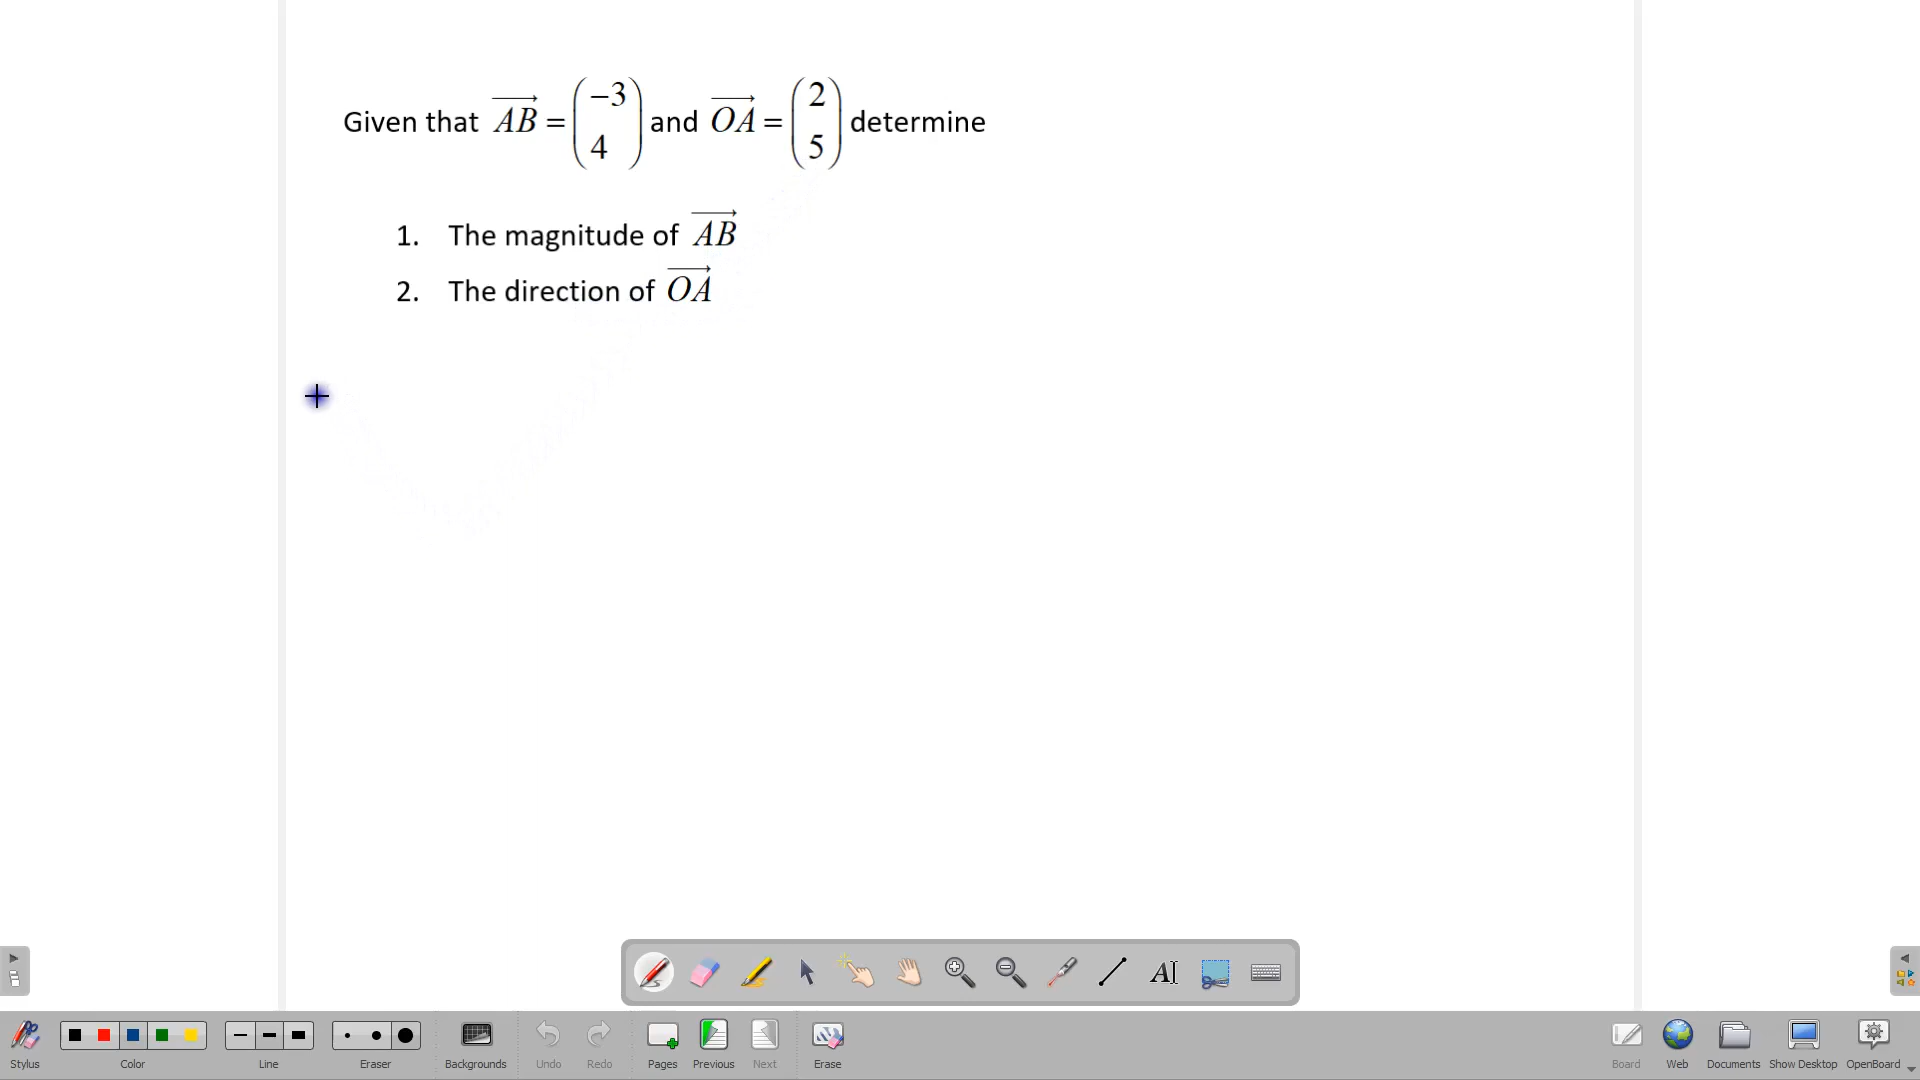 Given that AB⃗ = (−3 4) and OA⃗ = (2 5) determine
1. The magnitude of AB⃗
2. The direction of OA⃗
AI
Stylus
Color
Line
Eraser
Backgrounds
Undo
Redo
Pages
Previous
Next
Erase
Board
Web
Documents
Show Desktop
OpenBoard